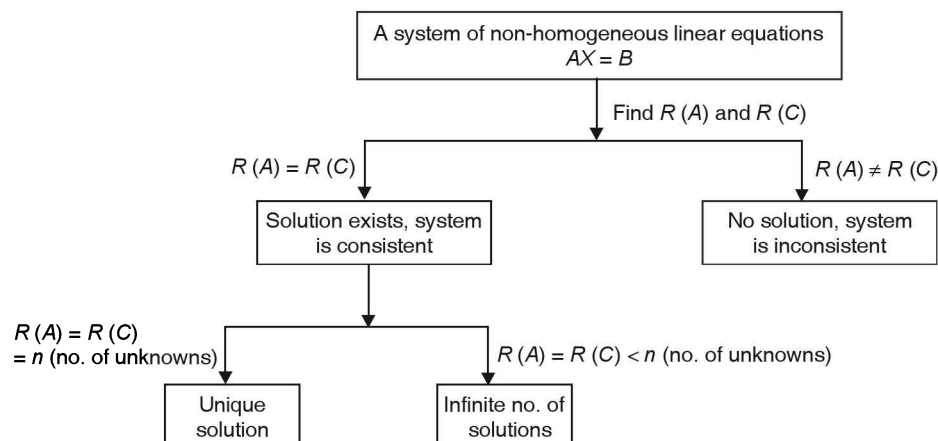 A system of non-homogeneous linear equations
AX = B
Find R (A) and R (C)
R (A) = R (C)
R (A) ≠ R (C)
Solution exists, system
is consistent
No solution, system
is inconsistent
R (A) = R (C)
= n (no. of unknowns)
R (A) = R (C) < n (no. of unknowns)
Unique
solution
Infinite no. of
solutions